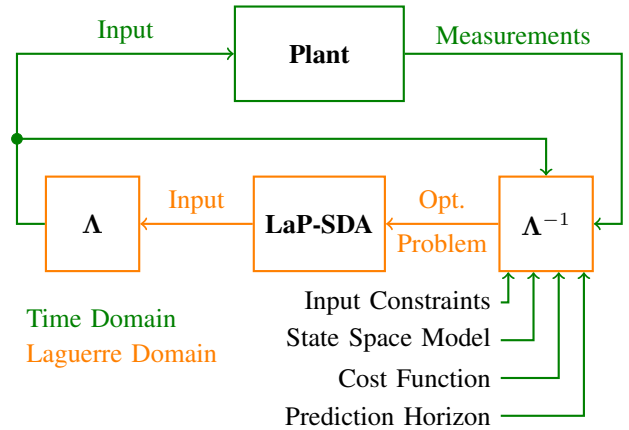 Input
Plant
Measurements
Λ
Input
LaP-SDA
Opt.
Problem
Λ⁻¹
Input Constraints
State Space Model
Cost Function
Prediction Horizon
Time Domain
Laguerre Domain